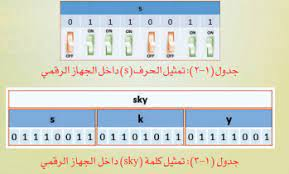 s
0 1 1 1 0 0 1 1
ON ON ON ON ON
OFF OFF OFF
جدول (١-٢): تمثيل الحرف (s) داخل الجهاز الرقمي
sky
s k y
0 1 1 1 0 0 1 1 0 1 1 0 1 0 1 1 0 1 1 1 1 0 0 1
جدول (١-٣): تمثيل كلمة (sky) داخل الجهاز الرقمي